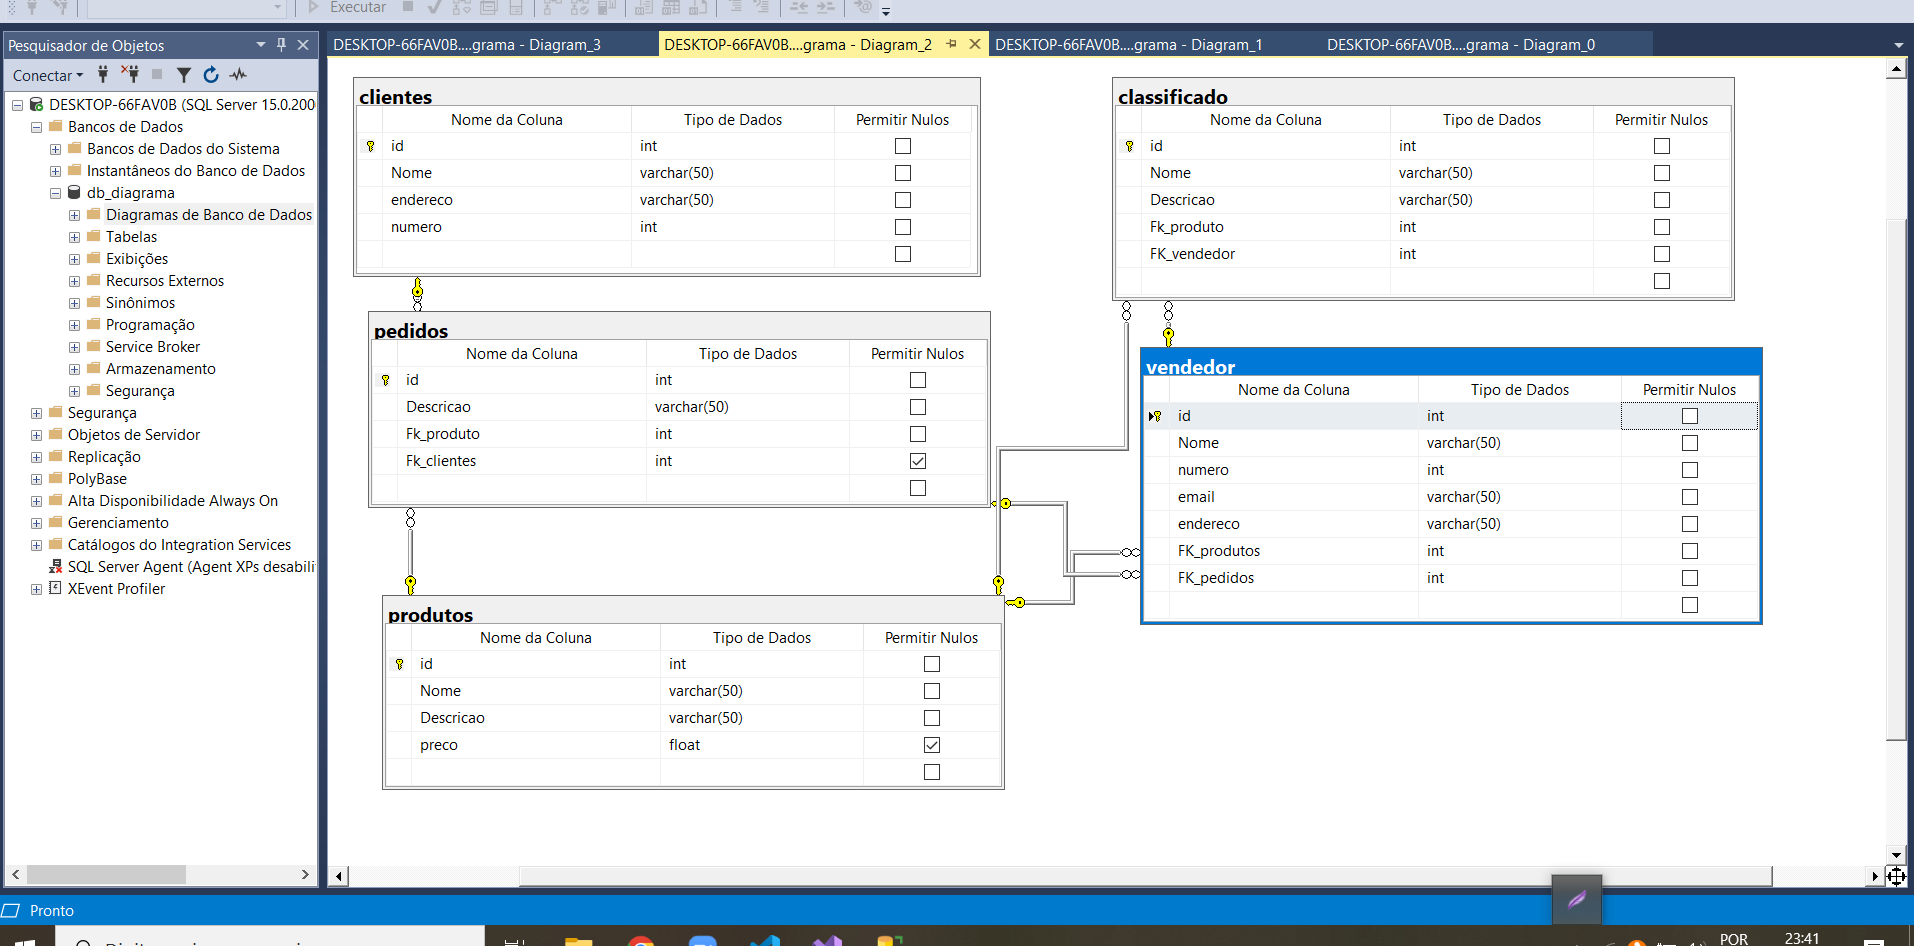 Executar
Pesquisador de Objetos
Conectar
DESKTOP-66FAV0B (SQL Server 15.0.200
Bancos de Dados
Bancos de Dados do Sistema
Instantâneos do Banco de Dados
db_diagrama
Diagramas de Banco de Dados
Tabelas
Exibições
Recursos Externos
Sinônimos
Programação
Service Broker
Armazenamento
Segurança
Segurança
Objetos de Servidor
Replicação
PolyBase
Alta Disponibilidade Always On
Gerenciamento
Catálogos do Integration Services
SQL Server Agent (Agent XPs desabili
XEvent Profiler
DESKTOP-66FAV0B....grama - Diagram_3
DESKTOP-66FAV0B....grama - Diagram_2
DESKTOP-66FAV0B....grama - Diagram_1
DESKTOP-66FAV0B....grama - Diagram_0
clientes
Nome da Coluna Tipo de Dados Permitir Nulos
id int
Nome varchar(50)
endereco varchar(50)
numero int
pedidos
Nome da Coluna Tipo de Dados Permitir Nulos
id int
Descricao varchar(50)
Fk_produto int
Fk_clientes int
produtos
Nome da Coluna Tipo de Dados Permitir Nulos
id int
Nome varchar(50)
Descricao varchar(50)
preco float
classificado
Nome da Coluna Tipo de Dados Permitir Nulos
id int
Nome varchar(50)
Descricao varchar(50)
Fk_produto int
FK_vendedor int
vendedor
Nome da Coluna Tipo de Dados Permitir Nulos
id int
Nome varchar(50)
numero int
email varchar(50)
endereco varchar(50)
FK_produtos int
FK_pedidos int
Pronto
POR
23:41